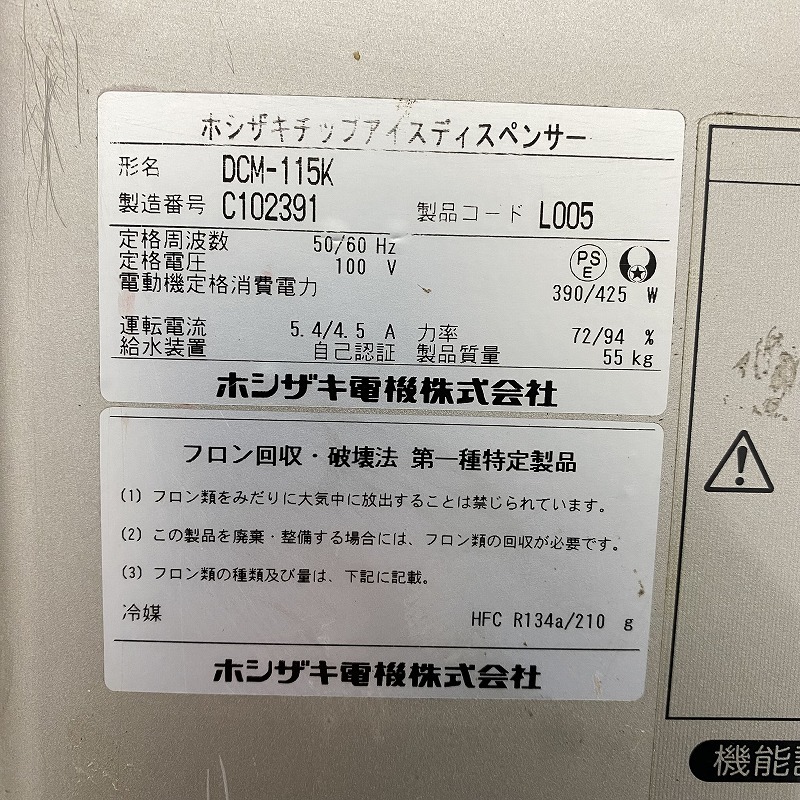 ホシザキチップアイスディスペンサー
形名 DCM-115K
製造番号 C102391 製品コード L005
定格周波数 50/60 Hz
定格電圧 100 V
PS E
電動機定格消費電力 390/425 W
運転電流 5.4/4.5 A 力率 72/94 %
給水装置 自己認証 製品質量 55 kg
ホシザキ電機株式会社
フロン回収・破壊法 第一種特定製品
(1) フロン類をみだりに大気中に放出することは禁じられています。
(2) この製品を廃棄・整備する場合には、フロン類の回収が必要です。
(3) フロン類の種類及び量は、下記に記載。
冷媒 HFC R134a/210 g
ホシザキ電機株式会社
機能